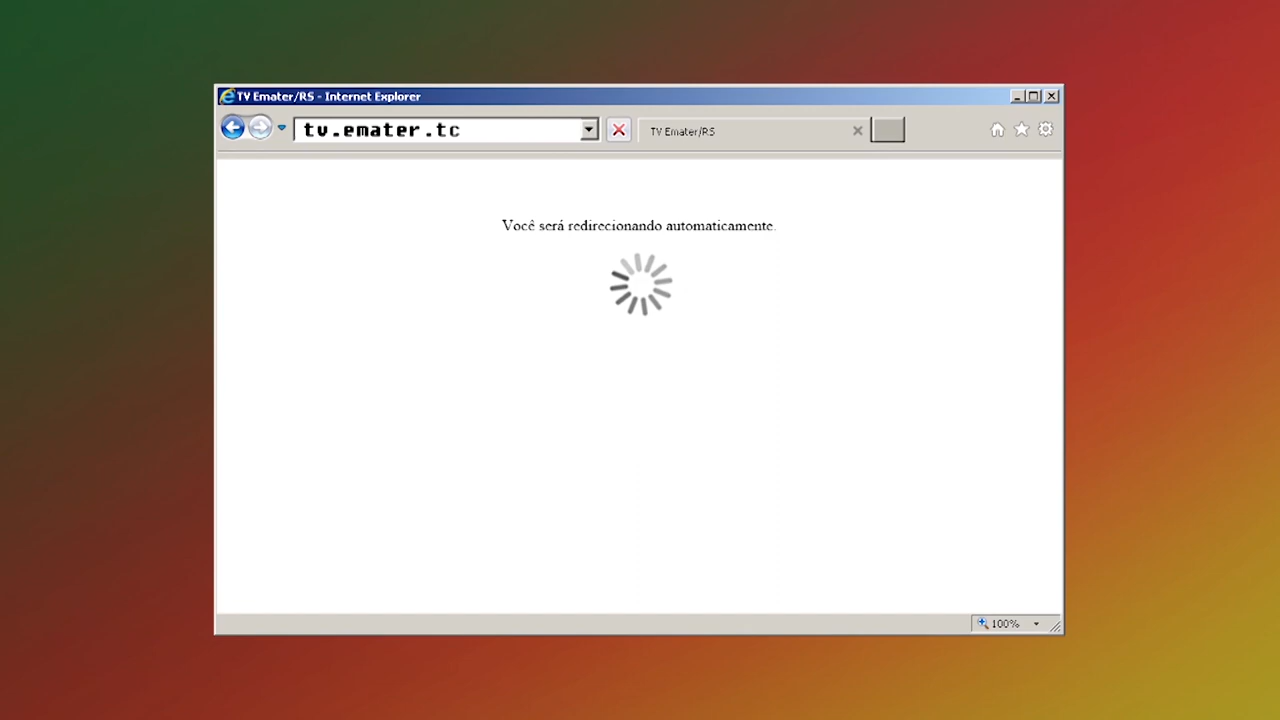 TV Emater/RS - Internet Explorer
tv.emater.tc
TV Emater/RS
Você será redirecionando automaticamente.
100%